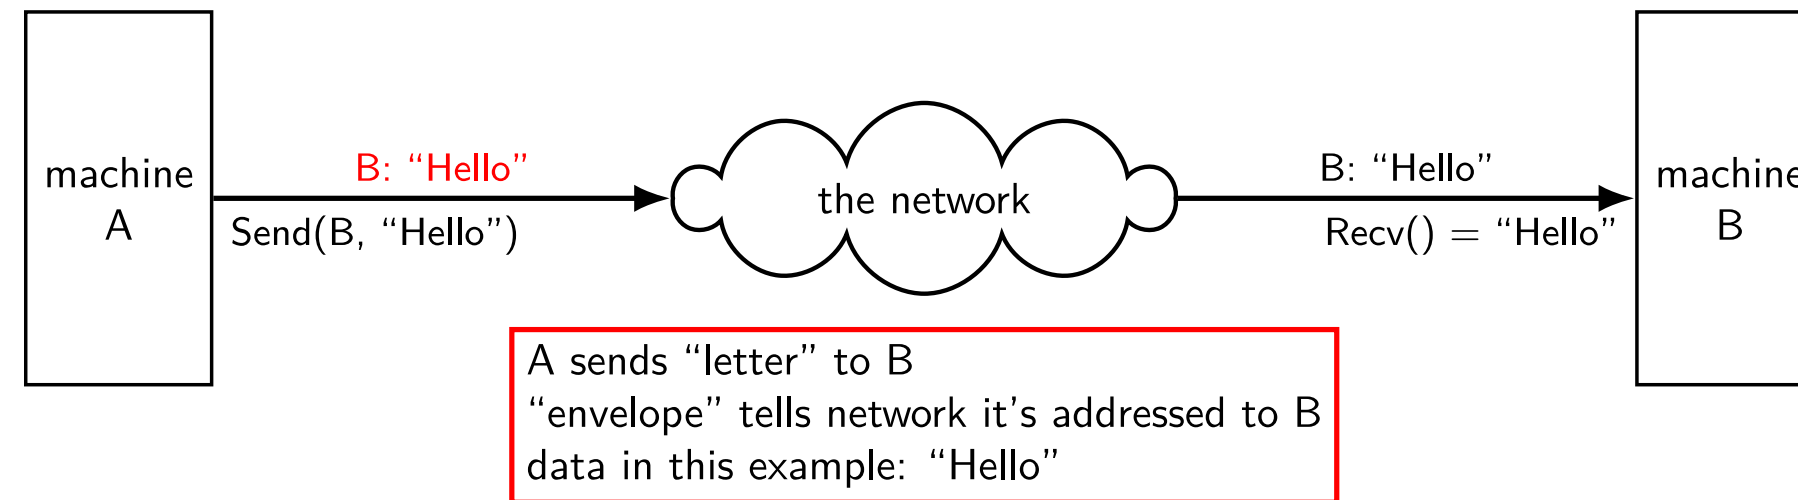 machine
A
B: “Hello”
Send(B, “Hello”)
the network
B: “Hello”
Recv() = “Hello”
machine
B
A sends “letter” to B
“envelope” tells network it's addressed to B
data in this example: “Hello”